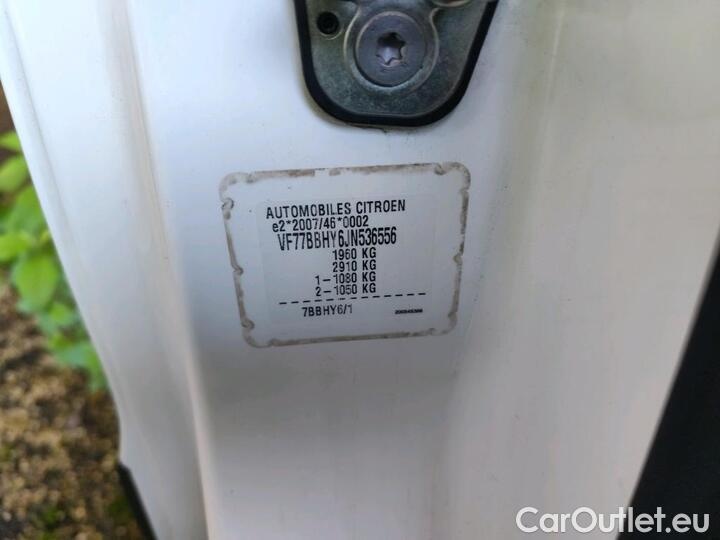 AUTOMOBILES CITROEN
e2*2007/46*0002
VF77BBHY6JN536556
1960 KG
2910 KG
1-1080 KG
2-1050 KG
7BBHY6/1
CarOutlet.eu